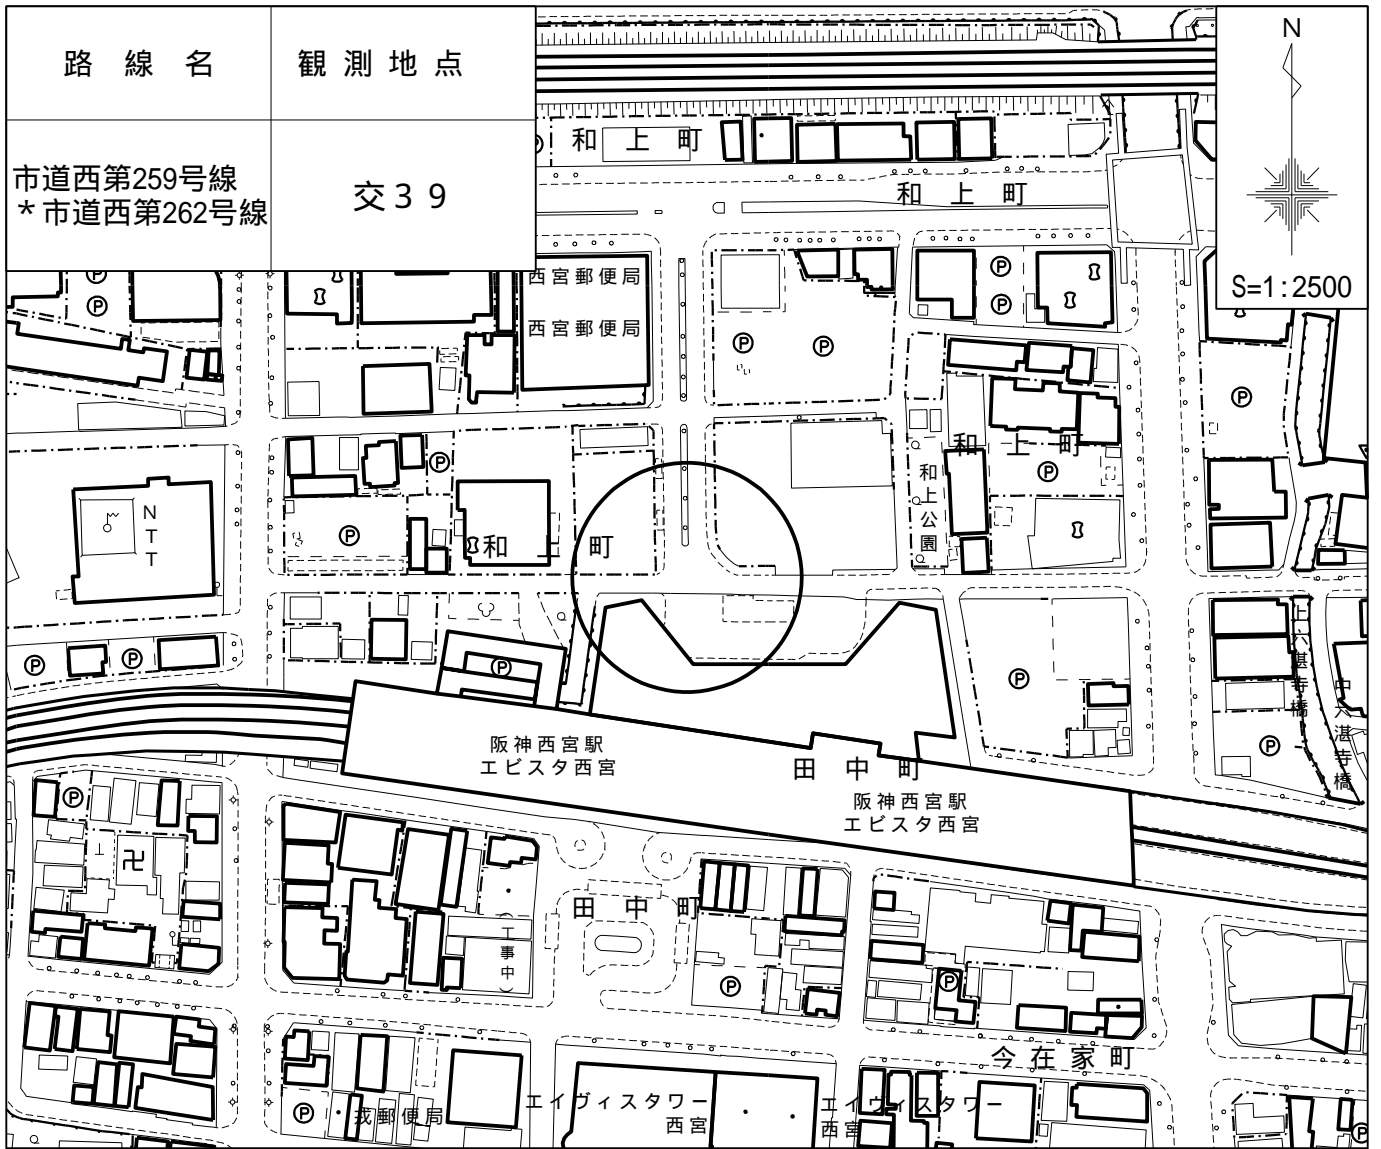 路線名
観測地点
市道西第259号線
*市道西第262号線
交39
N
S=1:2500
和上町
和上町
西宮郵便局
西宮郵便局
P
P
P
P
P
P
P
和上町
和上公園
P
P
P
NTT
和上町
P
P
P
P
上六湛寺橋
中六湛寺橋
P
阪神西宮駅
エビスタ西宮
田中町
阪神西宮駅
エビスタ西宮
P
卍
田中町
(工事中)
P
P
今在家町
エイヴィスタワー
西宮
エイヴィスタワー
西宮
P
戎郵便局
P